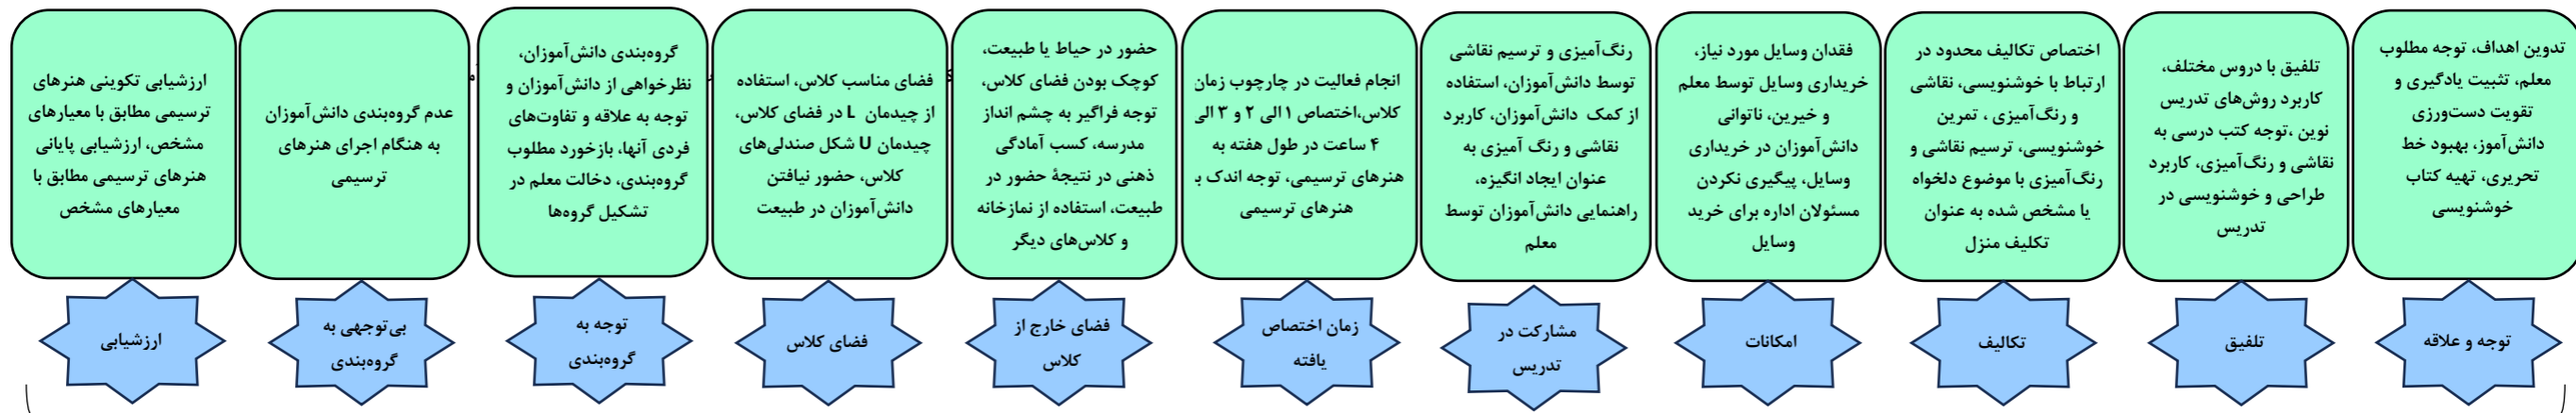 تدوین اهداف، توجه مطلوب
معلم، تثبیت یادگیری و
تقویت دست‌ورزی
دانش‌آموز، بهبود خط
تحریری، تهیه کتاب
خوشنویسی
توجه و علاقه
تلفیق با دروس مختلف،
کاربرد روش‌های تدریس
نوین ،توجه کتب درسی به
نقاشی و رنگ‌آمیزی، کاربرد
طراحی و خوشنویسی در
تدریس
تلفیق
اختصاص تکالیف محدود در
ارتباط با خوشنویسی، نقاشی
و رنگ‌آمیزی ، تمرین
خوشنویسی، ترسیم نقاشی و
رنگ‌آمیزی با موضوع دلخواه
یا مشخص شده به عنوان
تکلیف منزل
تکالیف
فقدان وسایل مورد نیاز،
خریداری وسایل توسط معلم
و خیرین، ناتوانی
دانش‌آموزان در خریداری
وسایل، پیگیری نکردن
مسئولان اداره برای خرید
وسایل
امکانات
رنگ‌آمیزی و ترسیم نقاشی
توسط دانش‌آموزان، استفاده
از کمک دانش‌آموزان، کاربرد
نقاشی و رنگ آمیزی به
عنوان ایجاد انگیزه،
راهنمایی دانش‌آموزان توسط
معلم
مشارکت در
تدریس
انجام فعالیت در چارچوب زمان
کلاس،اختصاص ۱ الی ۲ و ۳ الی
۴ ساعت در طول هفته به
هنرهای ترسیمی، توجه اندک ب
هنرهای ترسیمی
زمان اختصاص
یافته
حضور در حیاط یا طبیعت،
کوچک بودن فضای کلاس،
توجه فراگیر به چشم انداز
مدرسه، کسب آمادگی
ذهنی در نتیجۀ حضور در
طبیعت، استفاده از نمازخانه
و کلاس‌های دیگر
فضای خارج از
کلاس
فضای مناسب کلاس، استفاده
از چیدمان L در فضای کلاس،
چیدمان U شکل صندلی‌های
کلاس، حضور نیافتن
دانش‌آموزان در طبیعت
فضای کلاس
گروه‌بندی دانش‌آموزان،
نظرخواهی از دانش‌آموزان و
توجه به علاقه و تفاوت‌های
فردی آنها، بازخورد مطلوب
گروه‌بندی، دخالت معلم در
تشکیل گروه‌ها
توجه به
گروه‌بندی
عدم گروه‌بندی دانش‌آموزان
به هنگام اجرای هنرهای
ترسیمی
بی‌توجهی به
گروه‌بندی
ارزشیابی تکوینی هنرهای
ترسیمی مطابق با معیارهای
مشخص، ارزشیابی پایانی
هنرهای ترسیمی مطابق با
معیارهای مشخص
ارزشیابی